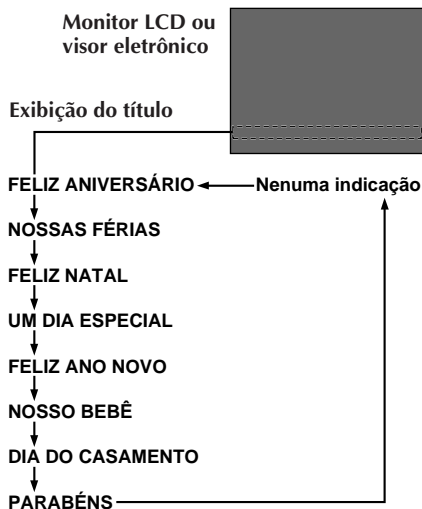 Monitor LCD ou
visor eletrônico
Exibição do título
FELIZ ANIVERSÁRIO
Nenuma indicação
NOSSAS FÉRIAS
FELIZ NATAL
UM DIA ESPECIAL
FELIZ ANO NOVO
NOSSO BEBÊ
DIA DO CASAMENTO
PARABÉNS